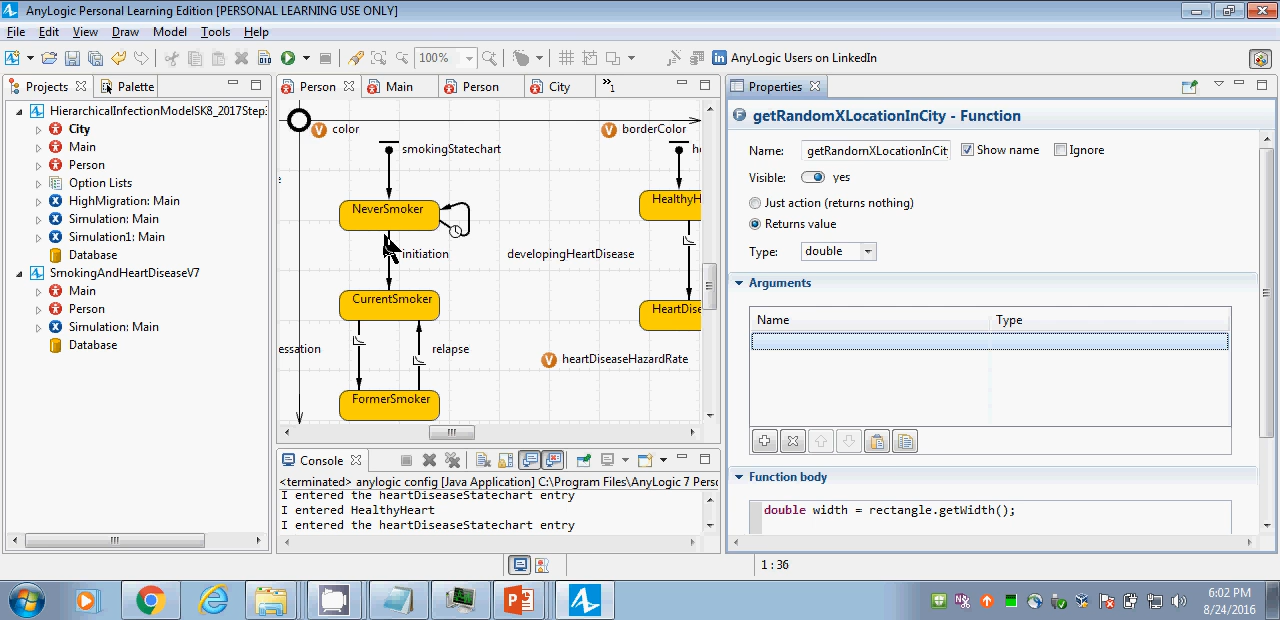 AnyLogic Personal Learning Edition [PERSONAL LEARNING USE ONLY]
File Edit View Draw Model Tools Help
100% AnyLogic Users on LinkedIn
Projects Palette
HierarchicalInfectionModelSK8_2017Step
City
Main
Person
Option Lists
HighMigration: Main
Simulation: Main
Simulation1: Main
Database
SmokingAndHeartDiseaseV7
Main
Person
Simulation: Main
Database
Person Main Person City »1
color borderColor
smokingStatechart
NeverSmoker HealthyH
initiation developingHeartDisease
CurrentSmoker HeartDise
essation relapse heartDiseaseHazardRate
FormerSmoker
Console
<terminated> anylogic config [Java Application] C:\Program Files\AnyLogic 7 Perso
I entered the heartDiseaseStatechart entry
I entered HealthyHeart
I entered the heartDiseaseStatechart entry
Properties
getRandomXLocationInCity - Function
Name: getRandomXLocationInCit Show name Ignore
Visible: yes
Just action (returns nothing)
Returns value
Type: double
Arguments
Name Type
Function body
double width = rectangle.getWidth();
1 : 36
6:02 PM
8/24/2016